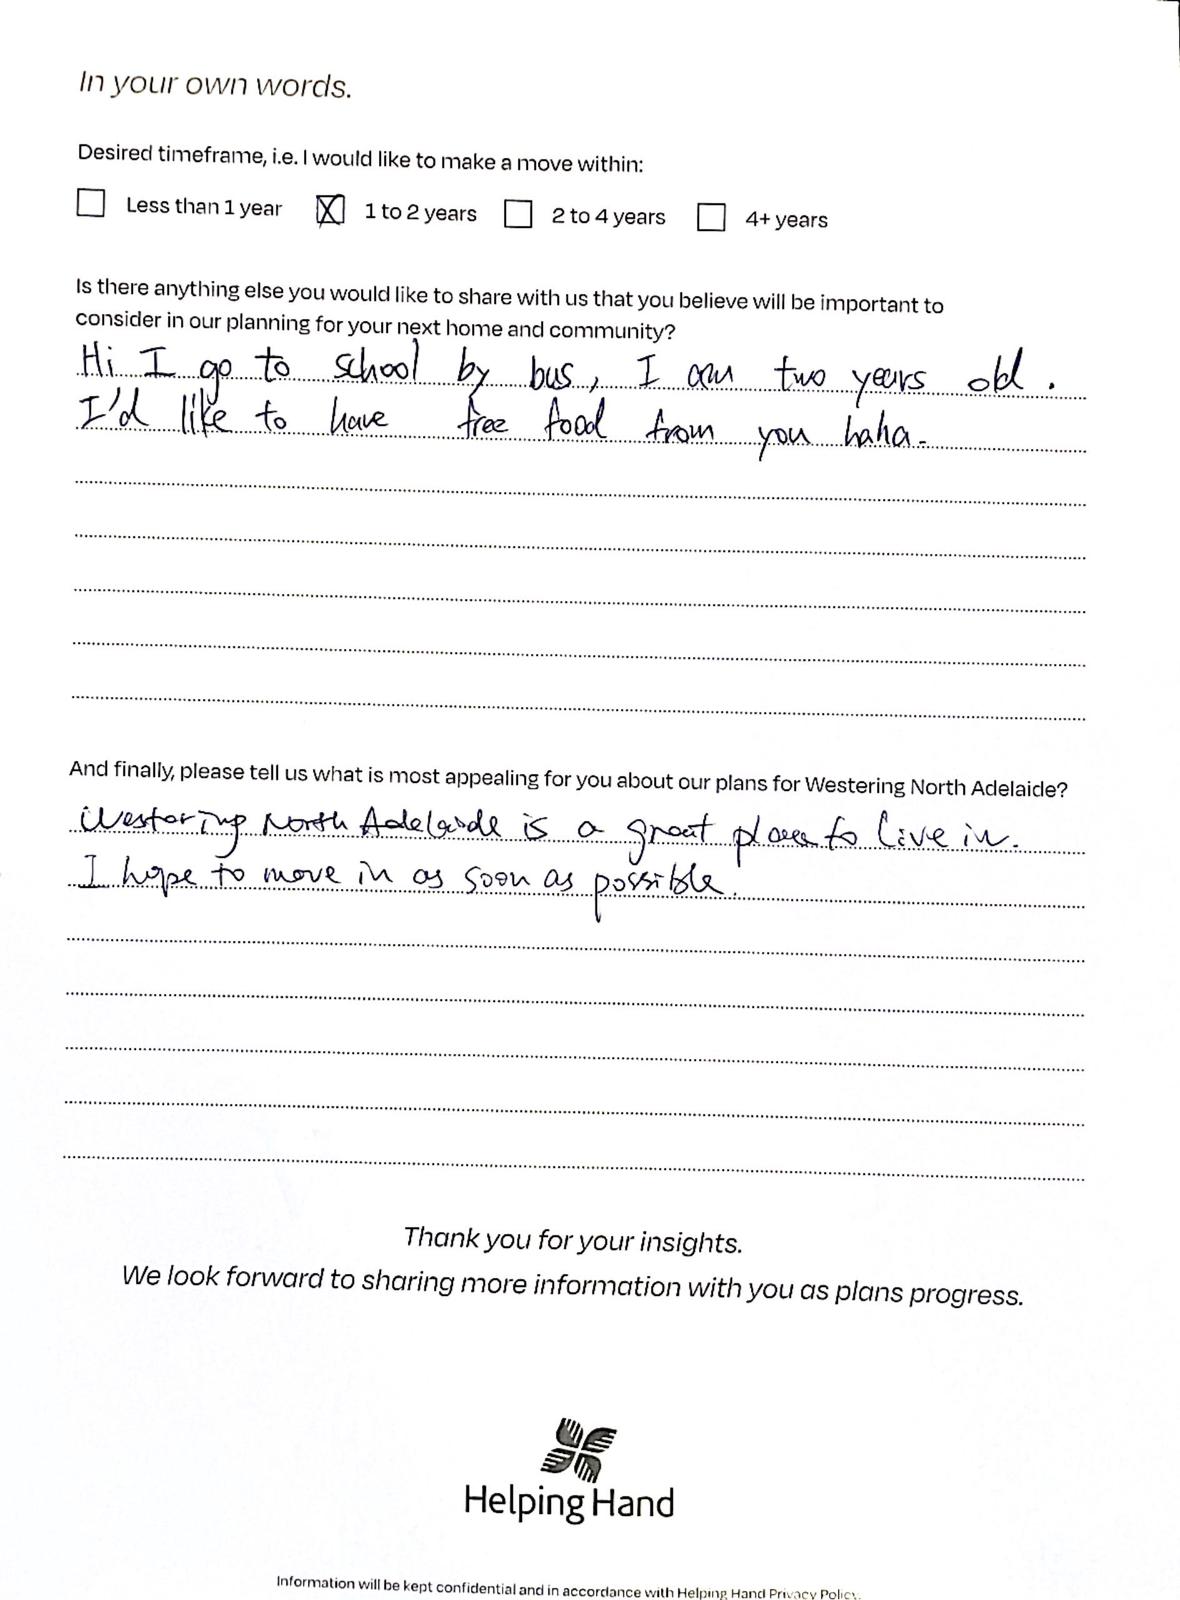 In your own words.
Desired timeframe, i.e. I would like to make a move within:
Less than 1 year 1 to 2 years 2 to 4 years 4+ years
Is there anything else you would like to share with us that you believe will be important to
consider in our planning for your next home and community?
Hi I go to school by bus, I am two years old.
I'd like to have free food from you haha.
And finally, please tell us what is most appealing for you about our plans for Westering North Adelaide?
Westering North Adelaide is a great place to live in.
I hope to move in as soon as possible.
Thank you for your insights.
We look forward to sharing more information with you as plans progress.
Helping Hand
Information will be kept confidential and in accordance with Helping Hand Privacy Policy.